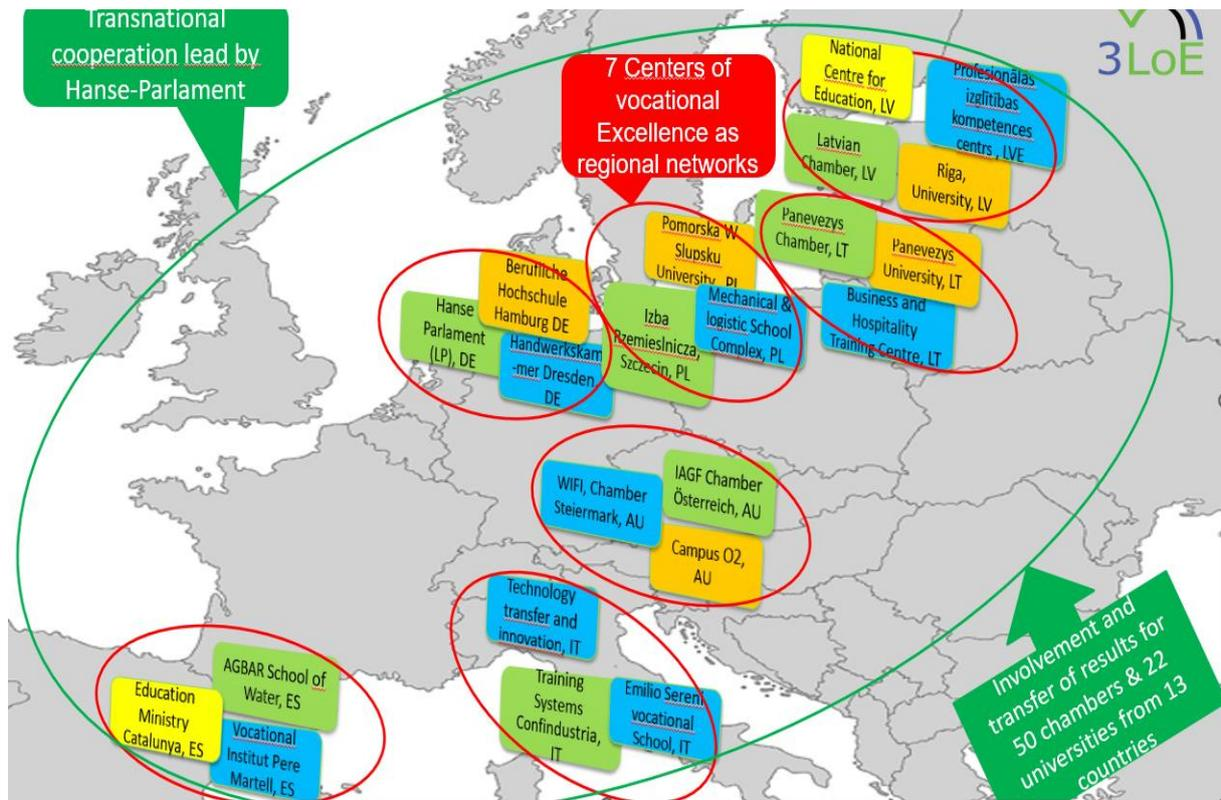 Transnational
cooperation lead by
Hanse-Parlament
3LoE
7 Centers of
vocational
Excellence as
regional networks
National
Centre for
Education, LV
Profesionālas
izglītības
kompetences
centrs , LVE
Latvian
Chamber, LV
Riga,
University, LV
Panevezys
Chamber, LT
Panevezys
University, LT
Business and
Hospitality
Training Centre, LT
Pomorska W
Slupsku
University, PL
Izba
Rzemieslnicza,
Szczecin, PL
Mechanical &
logistic School
Complex, PL
Berufliche
Hochschule
Hamburg DE
Hanse
Parlament
(LP), DE
Handwerkskam
-mer Dresden,
DE
WIFI, Chamber
Steiermark, AU
IAGF Chamber
Österreich, AU
Campus O2,
AU
Technology
transfer and
innovation, IT
Training
Systems
Confindustria,
IT
Emilio Sereni
vocational
School, IT
AGBAR School of
Water, ES
Education
Ministry
Catalunya, ES
Vocational
Institut Pere
Martell, ES
Involvement and
transfer of results for
50 chambers & 22
universities from 13
countries